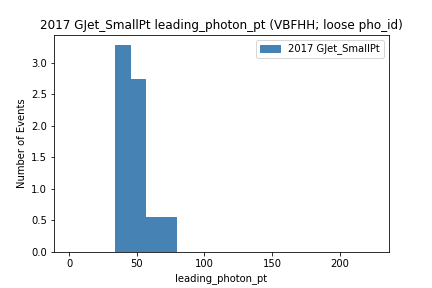 2017 GJet_SmallPt leading_photon_pt (VBFHH; loose pho_id)
2017 GJet_SmallPt
Number of Events
3.0
2.5
2.0
1.5
1.0
0.5
0.0
0 50 100 150 200
leading_photon_pt